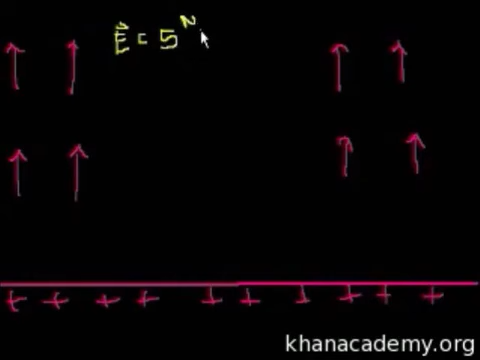 E = 5 N
+ + + + + + + + + +
khanacademy.org